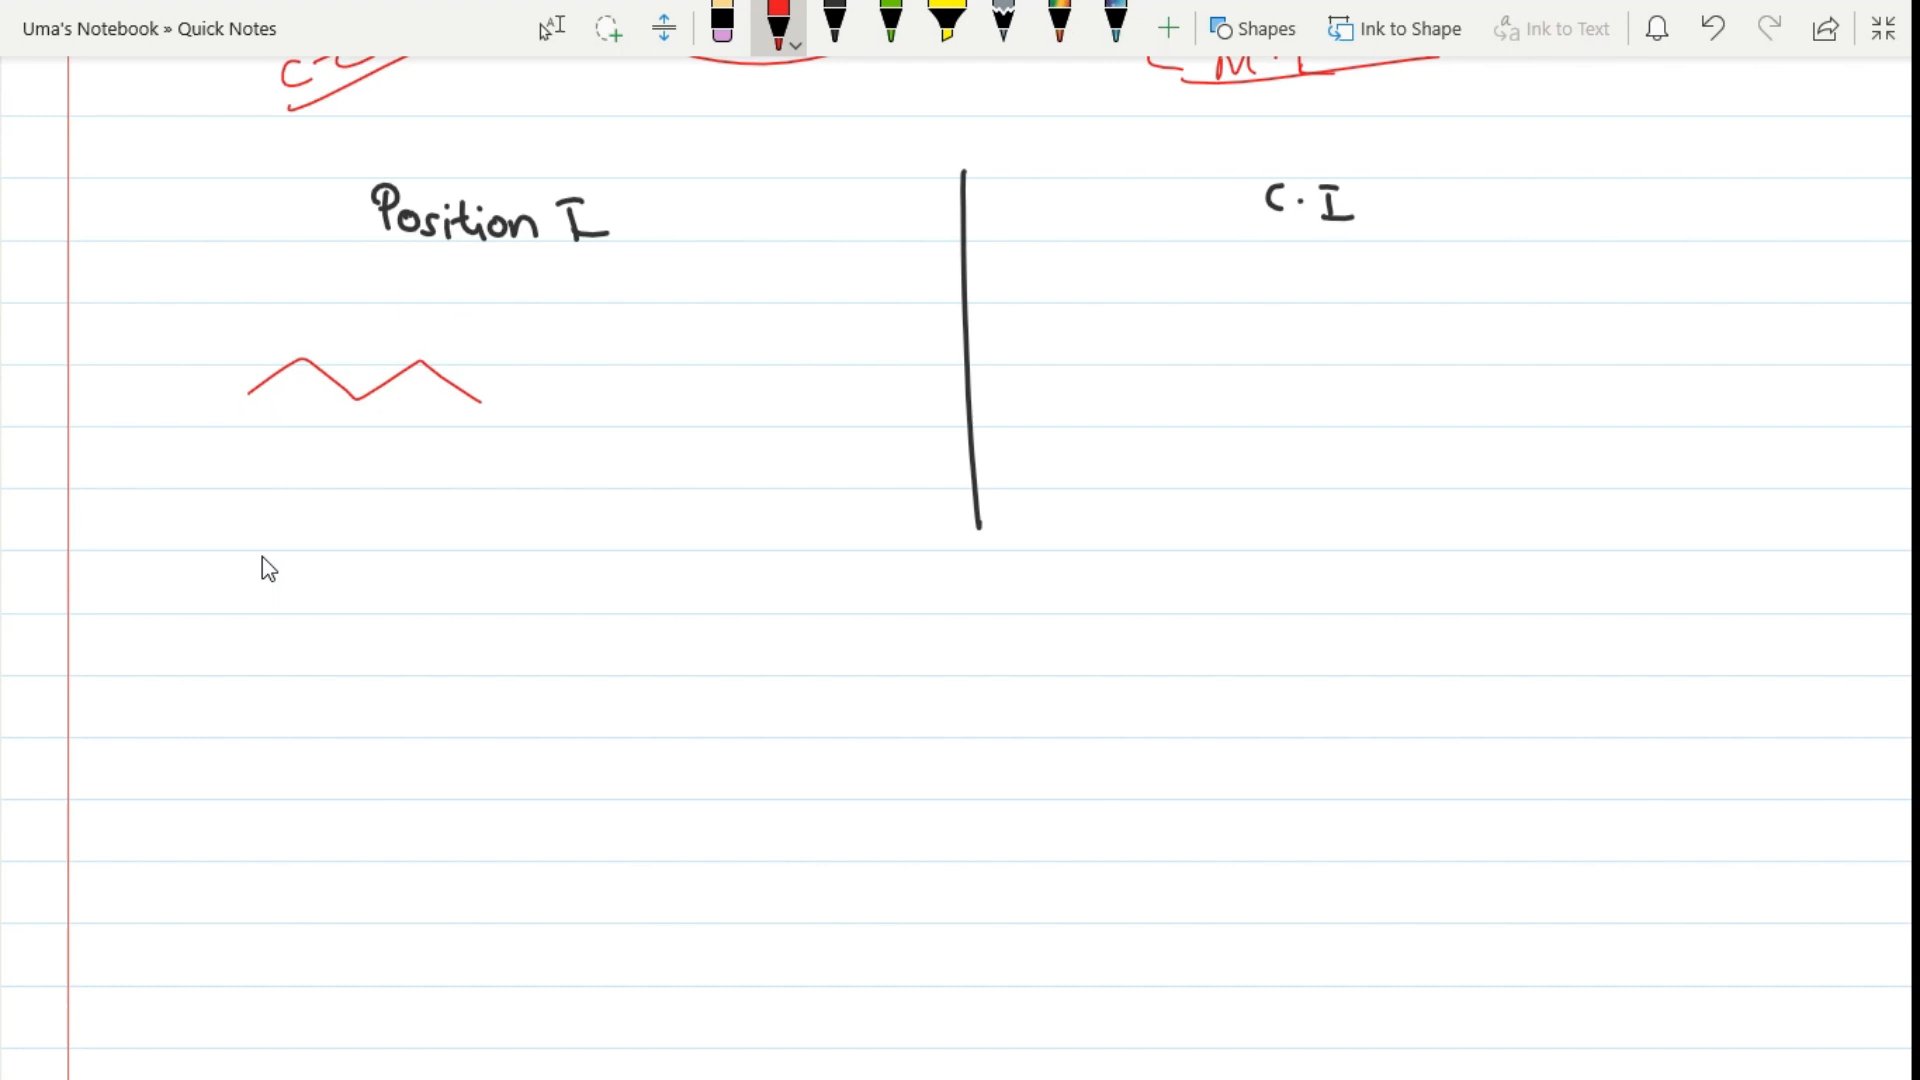 Uma's Notebook » Quick Notes
Shapes
Ink to Shape
Ink to Text
M.I
Position I
C.I